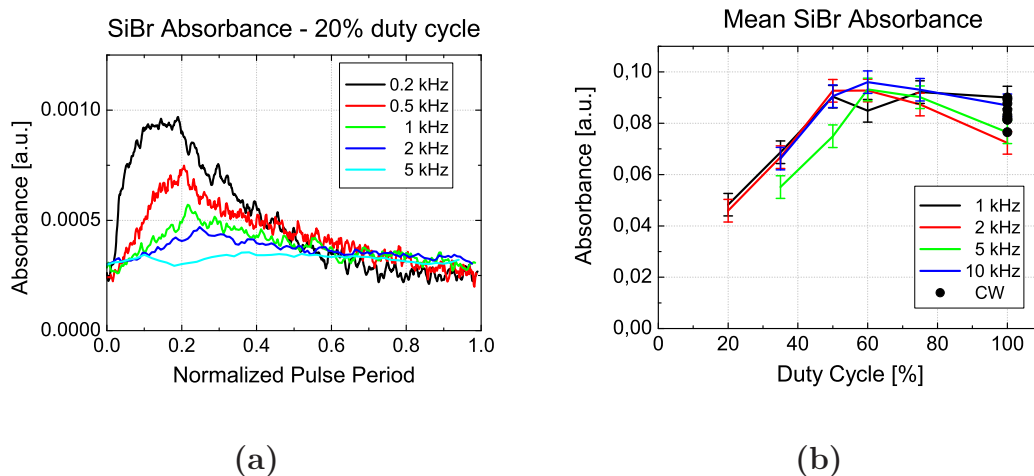 SiBr Absorbance - 20% duty cycle
Absorbance [a.u.]
0.0010
0.0005
0.0000
0.2 kHz
0.5 kHz
1 kHz
2 kHz
5 kHz
0.0 0.2 0.4 0.6 0.8 1.0
Normalized Pulse Period
(a)
Mean SiBr Absorbance
Absorbance [a.u.]
0,10
0,08
0,06
0,04
0,02
0,00
1 kHz
2 kHz
5 kHz
10 kHz
CW
0 20 40 60 80 100
Duty Cycle [%]
(b)